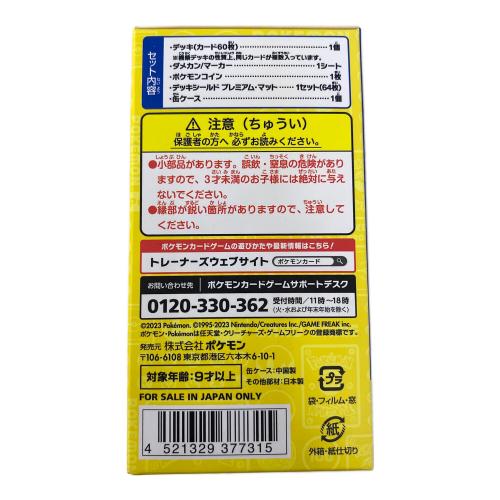 セット内容
・デッキ(カード60枚) 1個
※構築デッキの性質上、同じカードが複数入っています。
・ダメカン/マーカー 1シート
・ポケモンコイン 1枚
・デッキシールド プレミアム・マット 1セット(64枚)
・缶ケース 1個
⚠ 注意(ちゅうい)
保護者の方へ 必ずお読みください。
●小部品があります。誤飲・窒息の危険があり
ますので、3才未満のお子様には絶対に与
えないでください。
●縁部が鋭い箇所がありますので、注意して
ください。
ポケモンカードゲームの遊びかたや最新情報はこちら!
トレーナーズウェブサイト ポケモンカード
お問い合わせ先 ポケモンカードゲームサポートデスク
0120-330-362 受付時間/11時~18時
(火・水および年末年始を除く)
©2023 Pokémon. ©1995-2023 Nintendo/Creatures Inc./GAME FREAK inc.
ポケモン・Pokémonは任天堂・クリーチャーズ・ゲームフリークの登録商標です。
発売元 株式会社ポケモン
〒106-6108 東京都港区六本木6-10-1
対象年齢:9才以上 缶ケース:中国製
その他部材:日本製
FOR SALE IN JAPAN ONLY
プラ
袋・フィルム・窓
紙
外箱・紙仕切り
4 521329 377315